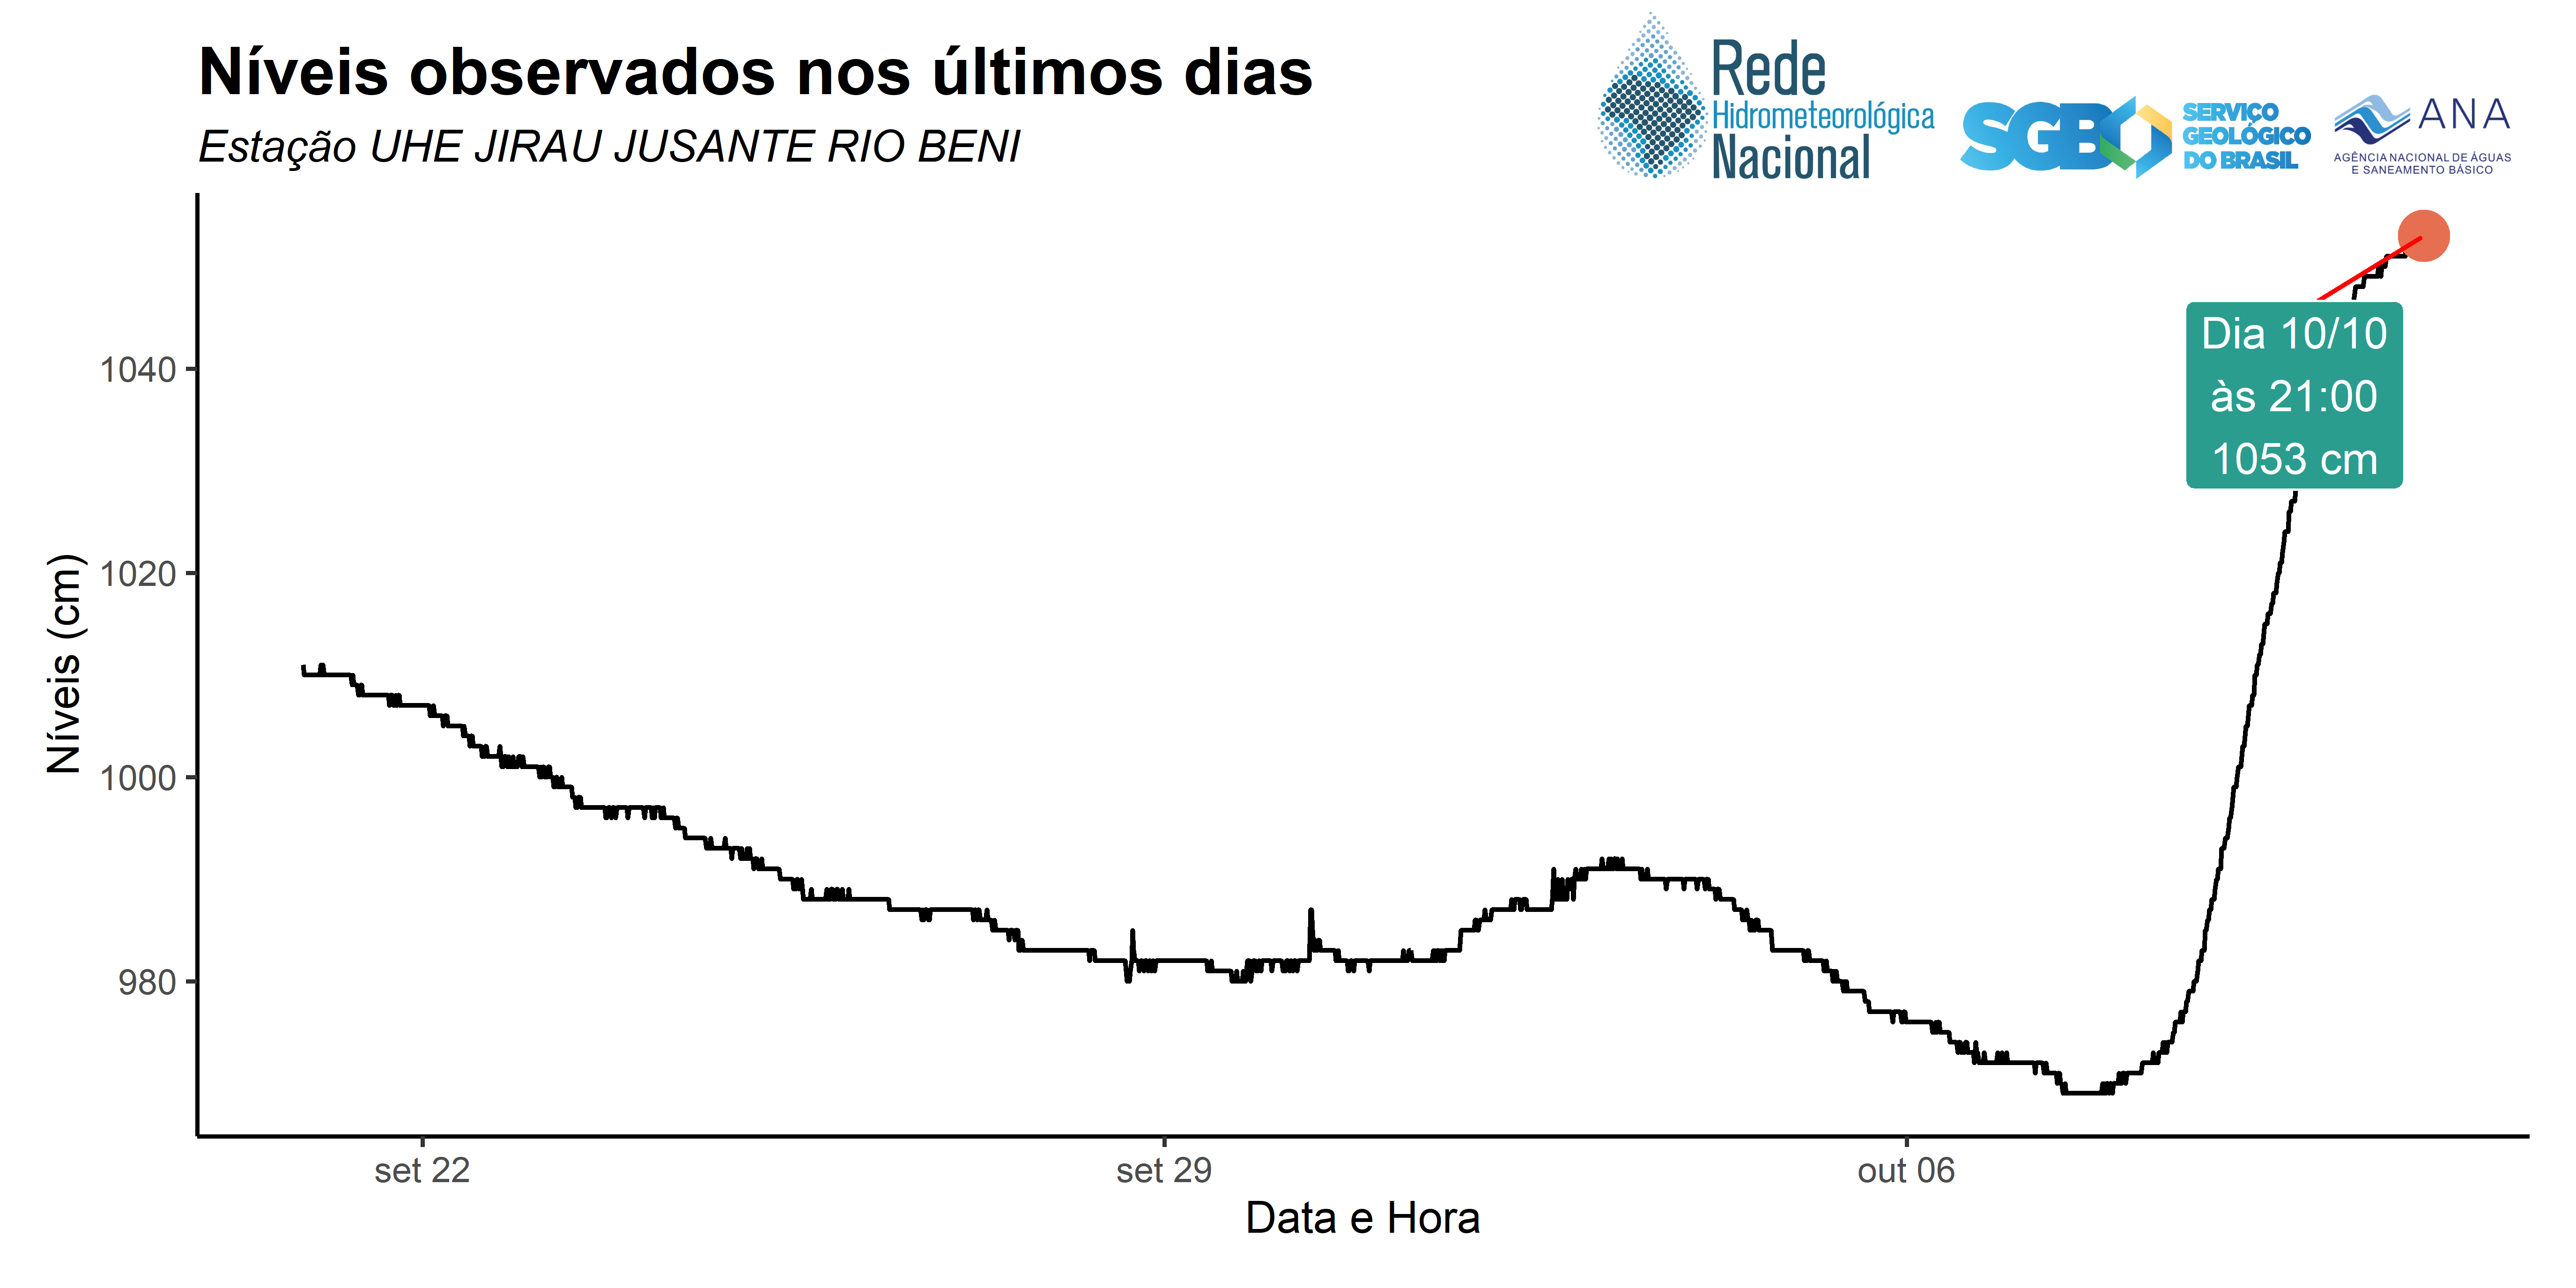 Níveis observados nos últimos dias
Estação UHE JIRAU JUSANTE RIO BENI
Rede
Hidrometeorológica
Nacional
SGB
SERVIÇO
GEOLÓGICO
DO BRASIL
ANA
AGÊNCIA NACIONAL DE ÁGUAS
E SANEAMENTO BÁSICO
Níveis (cm)
1040
1020
1000
980
Dia 10/10
às 21:00
1053 cm
set 22
set 29
out 06
Data e Hora